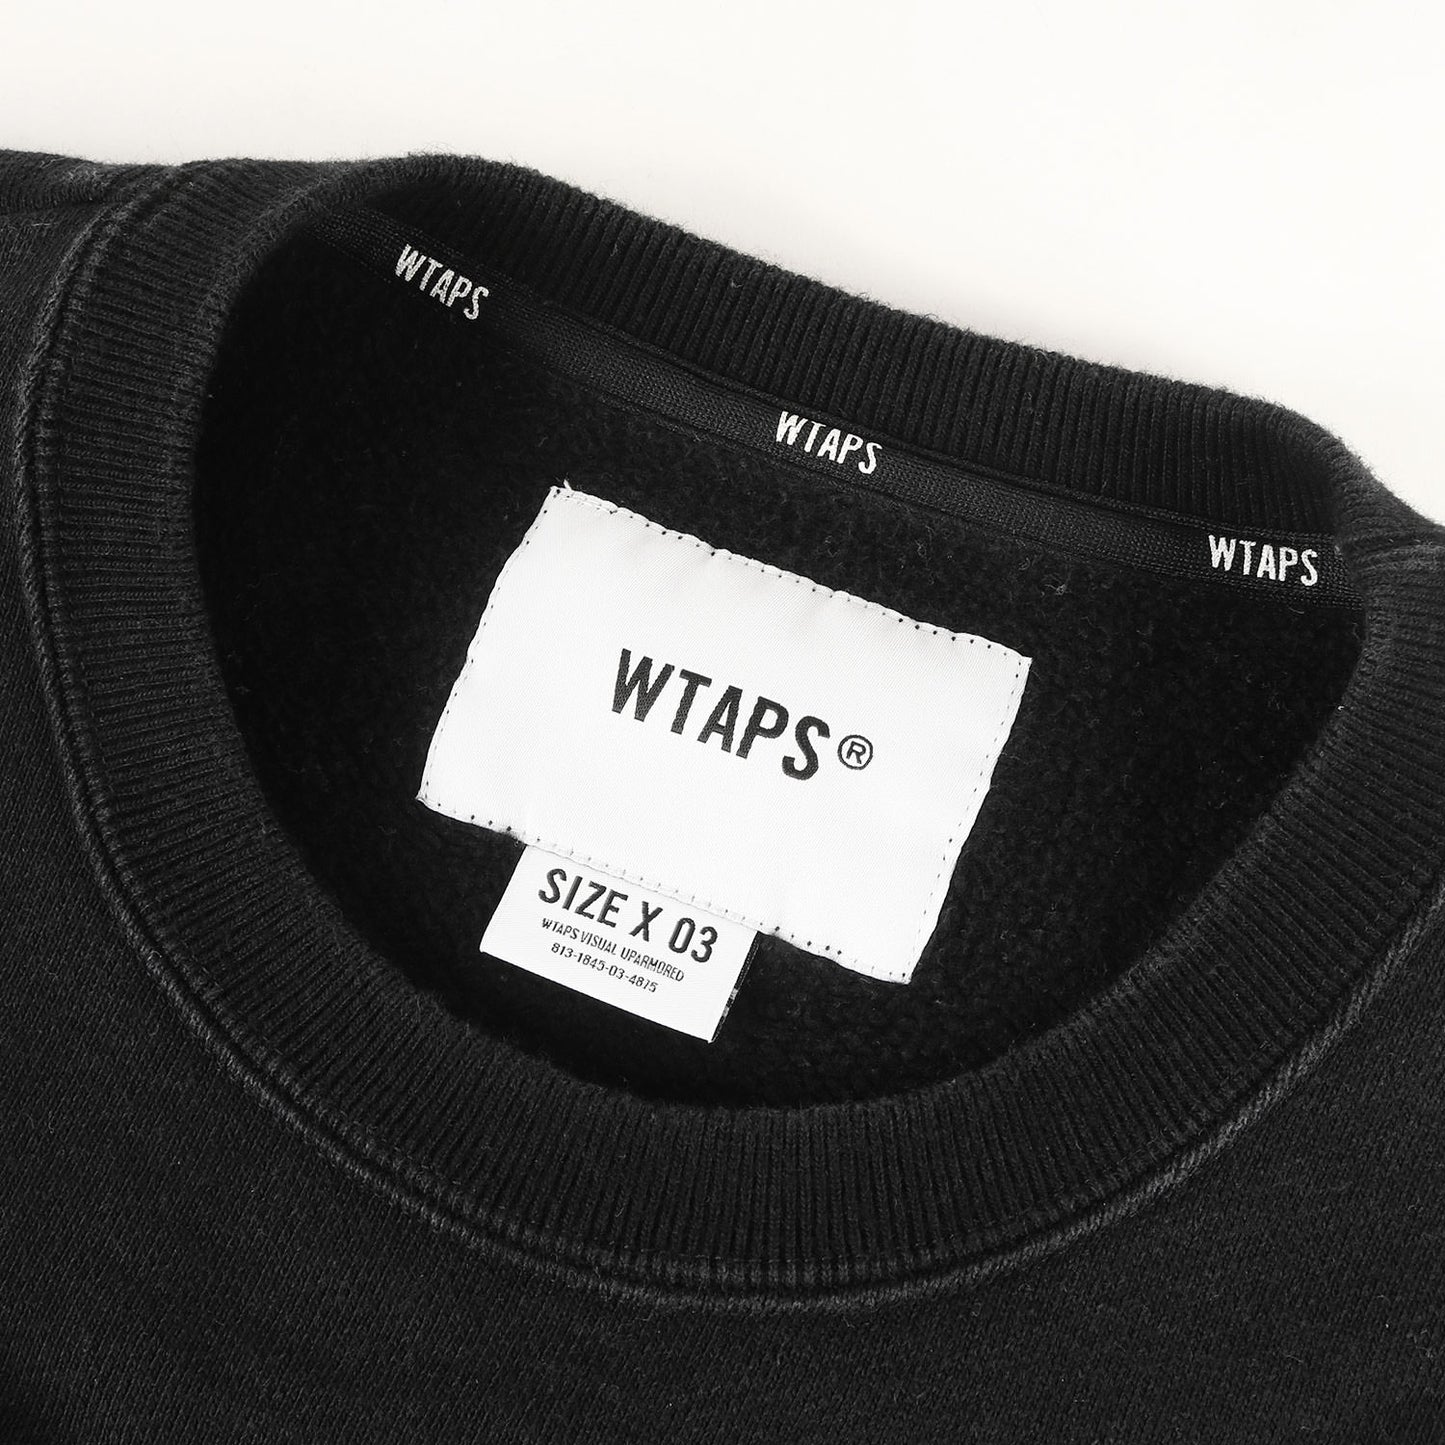 WTAPS
WTAPS
WTAPS
WTAPS®
SIZE X 03
WTAPS VISUAL UPARMORED
813-1845-03-4875